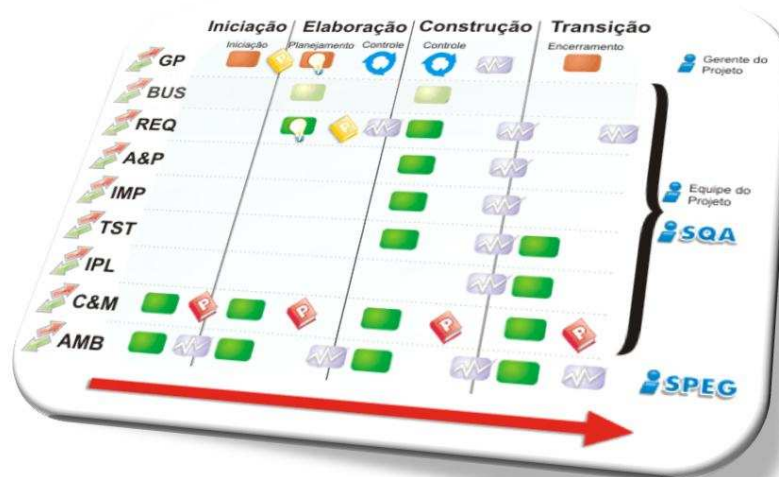 Iniciação Elaboração Construção Transição
Iniciação Planejamento Controle Controle Encerramento
GP P Gerente do
Projeto
BUS
REQ P
A&P
IMP Equipe do
Projeto
TST SQA
IPL
C&M P P P P
AMB
SPEG